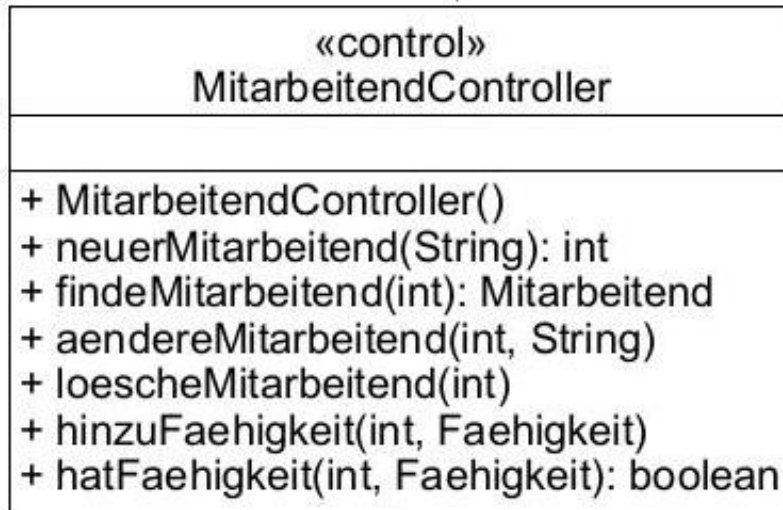 «control»
MitarbeitendController
+ MitarbeitendController()
+ neuerMitarbeitend(String): int
+ findeMitarbeitend(int): Mitarbeitend
+ aendereMitarbeitend(int, String)
+ loescheMitarbeitend(int)
+ hinzuFaehigkeit(int, Faehigkeit)
+ hatFaehigkeit(int, Faehigkeit): boolean